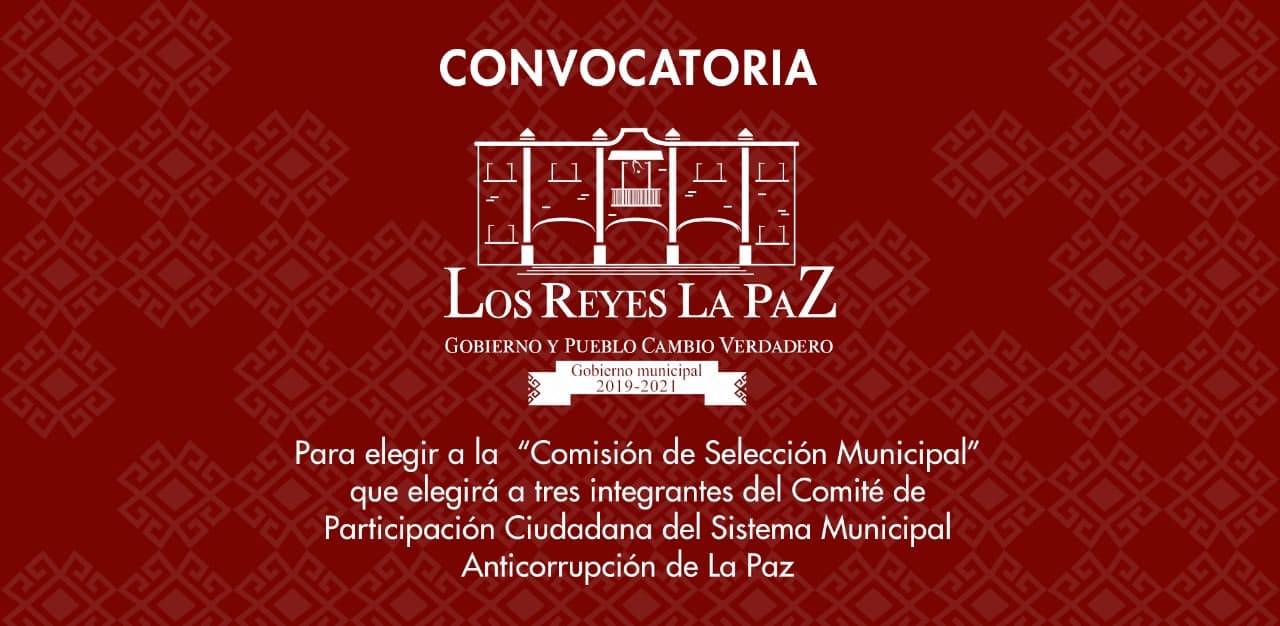 CONVOCATORIA
LOS REYES LA PAZ
GOBIERNO Y PUEBLO CAMBIO VERDADERO
Gobierno municipal
2019-2021
Para elegir a la “Comisión de Selección Municipal”
que elegirá a tres integrantes del Comité de
Participación Ciudadana del Sistema Municipal
Anticorrupción de La Paz